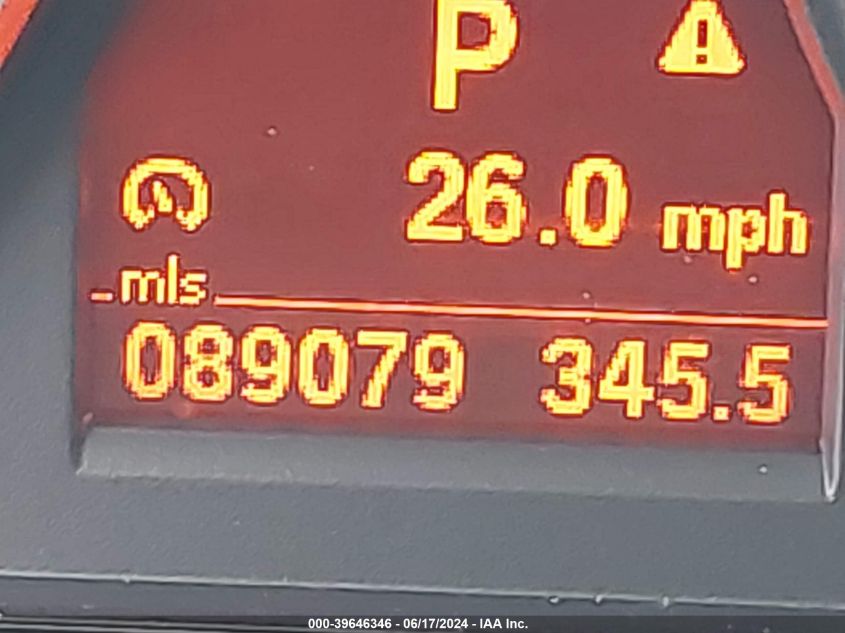 P
26.0 mph
mls
089079 345.5
000-39646346 - 06/17/2024 - IAA Inc.